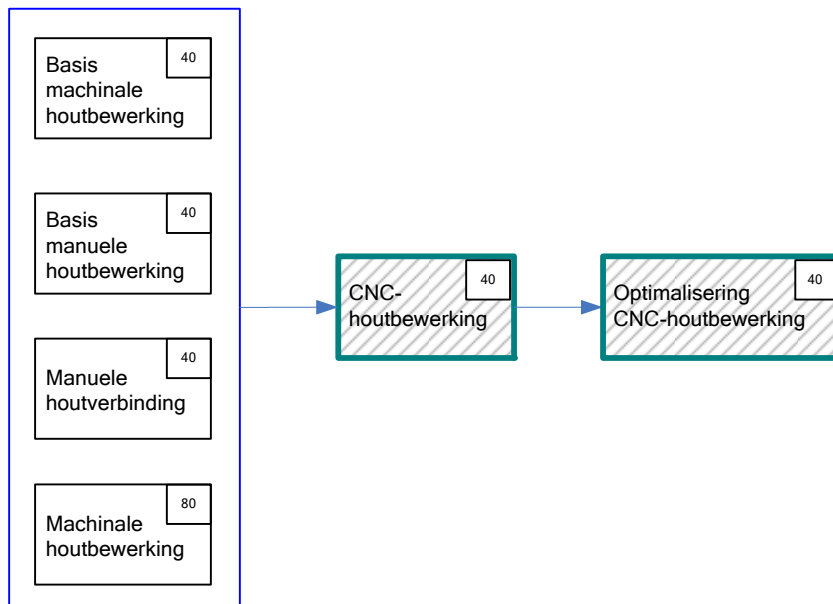 40
Basis
machinale
houtbewerking
40
Basis
manuele
houtbewerking
40
Manuele
houtverbinding
80
Machinale
houtbewerking
40
CNC-
houtbewerking
40
Optimalisering
CNC-houtbewerking